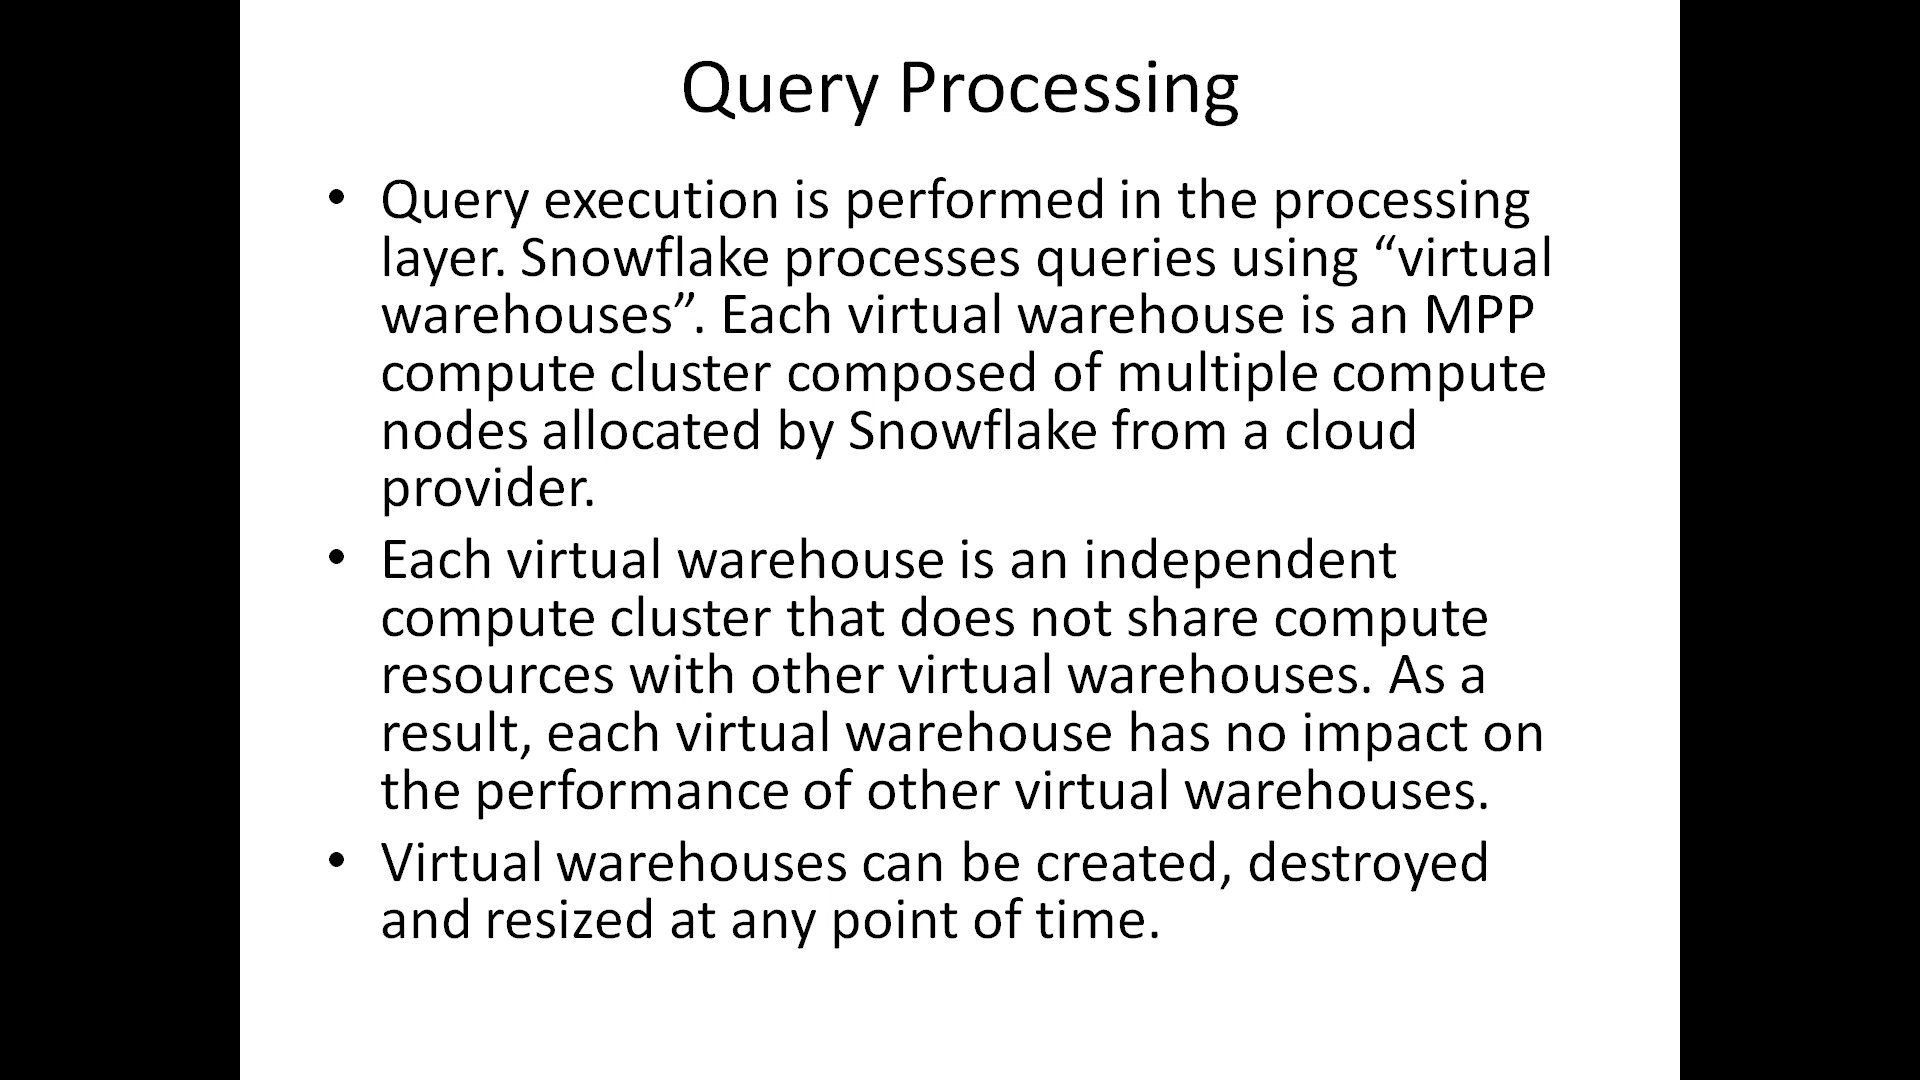 Query Processing
• Query execution is performed in the processing
layer. Snowflake processes queries using “virtual
warehouses”. Each virtual warehouse is an MPP
compute cluster composed of multiple compute
nodes allocated by Snowflake from a cloud
provider.
• Each virtual warehouse is an independent
compute cluster that does not share compute
resources with other virtual warehouses. As a
result, each virtual warehouse has no impact on
the performance of other virtual warehouses.
• Virtual warehouses can be created, destroyed
and resized at any point of time.